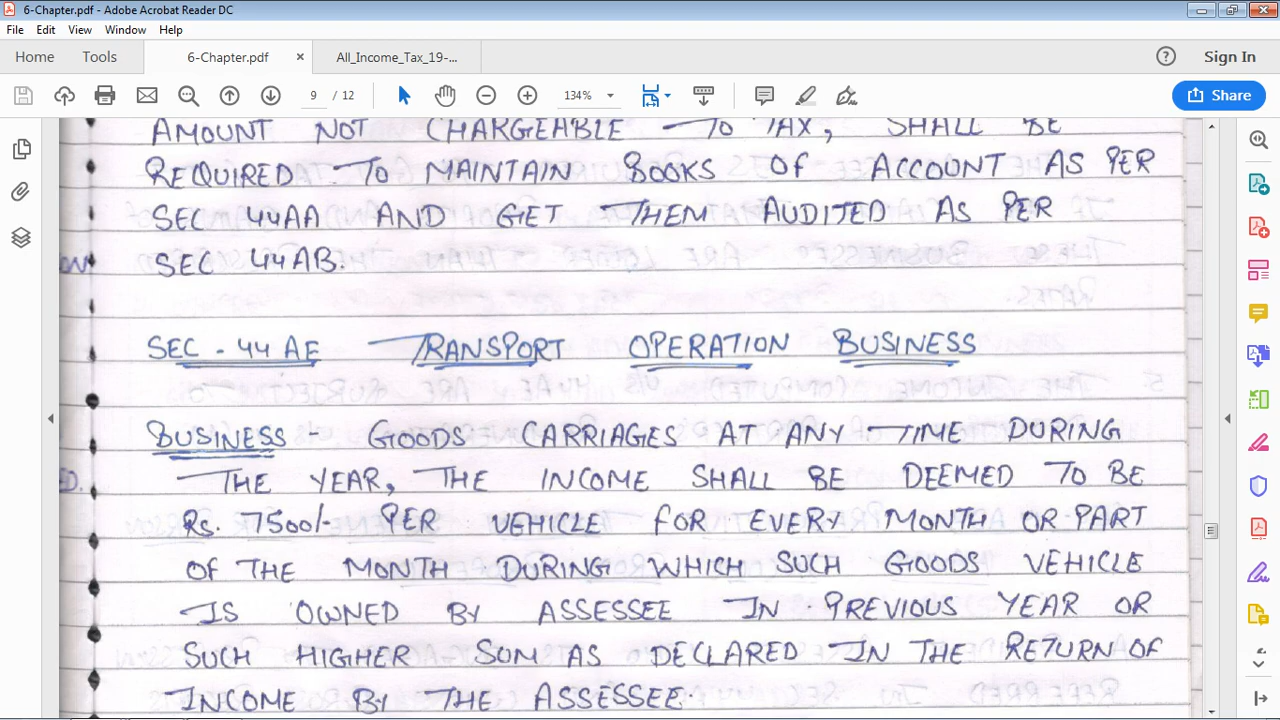 6-Chapter.pdf - Adobe Acrobat Reader DC
File Edit View Window Help
Home Tools 6-Chapter.pdf × All_Income_Tax_19-... Sign In
9 / 12 134% Share
AMOUNT NOT CHARGEABLE TO TAX, SHALL BE
REQUIRED TO MAINTAIN BOOKS OF ACCOUNT AS PER
SEC 44AA AND GET THEM AUDITED AS PER
SEC 44AB.
SEC. 44 AE TRANSPORT OPERATION BUSINESS
BUSINESS - GOODS CARRIAGES AT ANY TIME DURING
THE YEAR, THE INCOME SHALL BE DEEMED TO BE
Rs. 7500/- PER VEHICLE FOR EVERY MONTH OR PART
OF THE MONTH DURING WHICH SUCH GOODS VEHICLE
IS OWNED BY ASSESSEE IN PREVIOUS YEAR OR
SUCH HIGHER SUM AS DECLARED IN THE RETURN OF
INCOME BY THE ASSESSEE.